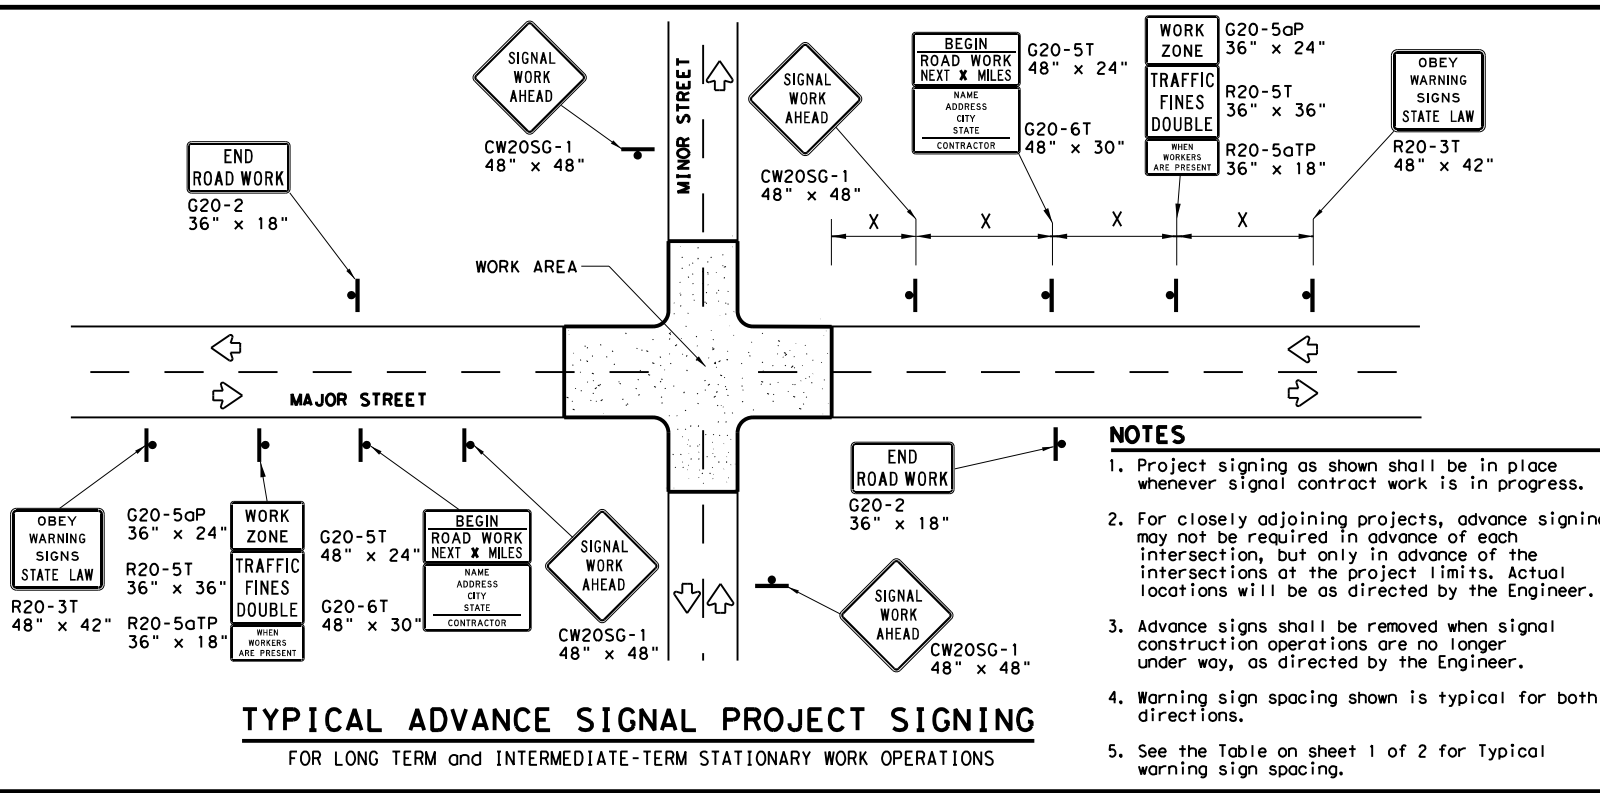 SIGNAL
WORK
AHEAD
CW20SG-1
48" x 48"
END
ROAD WORK
G20-2
36" x 18"
MINOR STREET
SIGNAL
WORK
AHEAD
CW20SG-1
48" x 48"
BEGIN
ROAD WORK
NEXT X MILES
NAME
ADDRESS
CITY
STATE
CONTRACTOR
G20-5T
48" x 24"
G20-6T
48" x 30"
WORK
ZONE
TRAFFIC
FINES
DOUBLE
WHEN
WORKERS
ARE PRESENT
G20-5aP
36" x 24"
R20-5T
36" x 36"
R20-5aTP
36" x 18"
OBEY
WARNING
SIGNS
STATE LAW
R20-3T
48" x 42"
X
X
X
X
WORK AREA
MAJOR STREET
OBEY
WARNING
SIGNS
STATE LAW
R20-3T
48" x 42"
G20-5aP
36" x 24"
R20-5T
36" x 36"
R20-5aTP
36" x 18"
WORK
ZONE
TRAFFIC
FINES
DOUBLE
WHEN
WORKERS
ARE PRESENT
G20-5T
48" x 24"
G20-6T
48" x 30"
BEGIN
ROAD WORK
NEXT X MILES
NAME
ADDRESS
CITY
STATE
CONTRACTOR
SIGNAL
WORK
AHEAD
CW20SG-1
48" x 48"
END
ROAD WORK
G20-2
36" x 18"
SIGNAL
WORK
AHEAD
CW20SG-1
48" x 48"
NOTES
1. Project signing as shown shall be in place
whenever signal contract work is in progress.
2. For closely adjoining projects, advance signing
may not be required in advance of each
intersection, but only in advance of the
intersections at the project limits. Actual
locations will be as directed by the Engineer.
3. Advance signs shall be removed when signal
construction operations are no longer
under way, as directed by the Engineer.
4. Warning sign spacing shown is typical for both
directions.
5. See the Table on sheet 1 of 2 for Typical
warning sign spacing.
TYPICAL ADVANCE SIGNAL PROJECT SIGNING
FOR LONG TERM and INTERMEDIATE-TERM STATIONARY WORK OPERATIONS